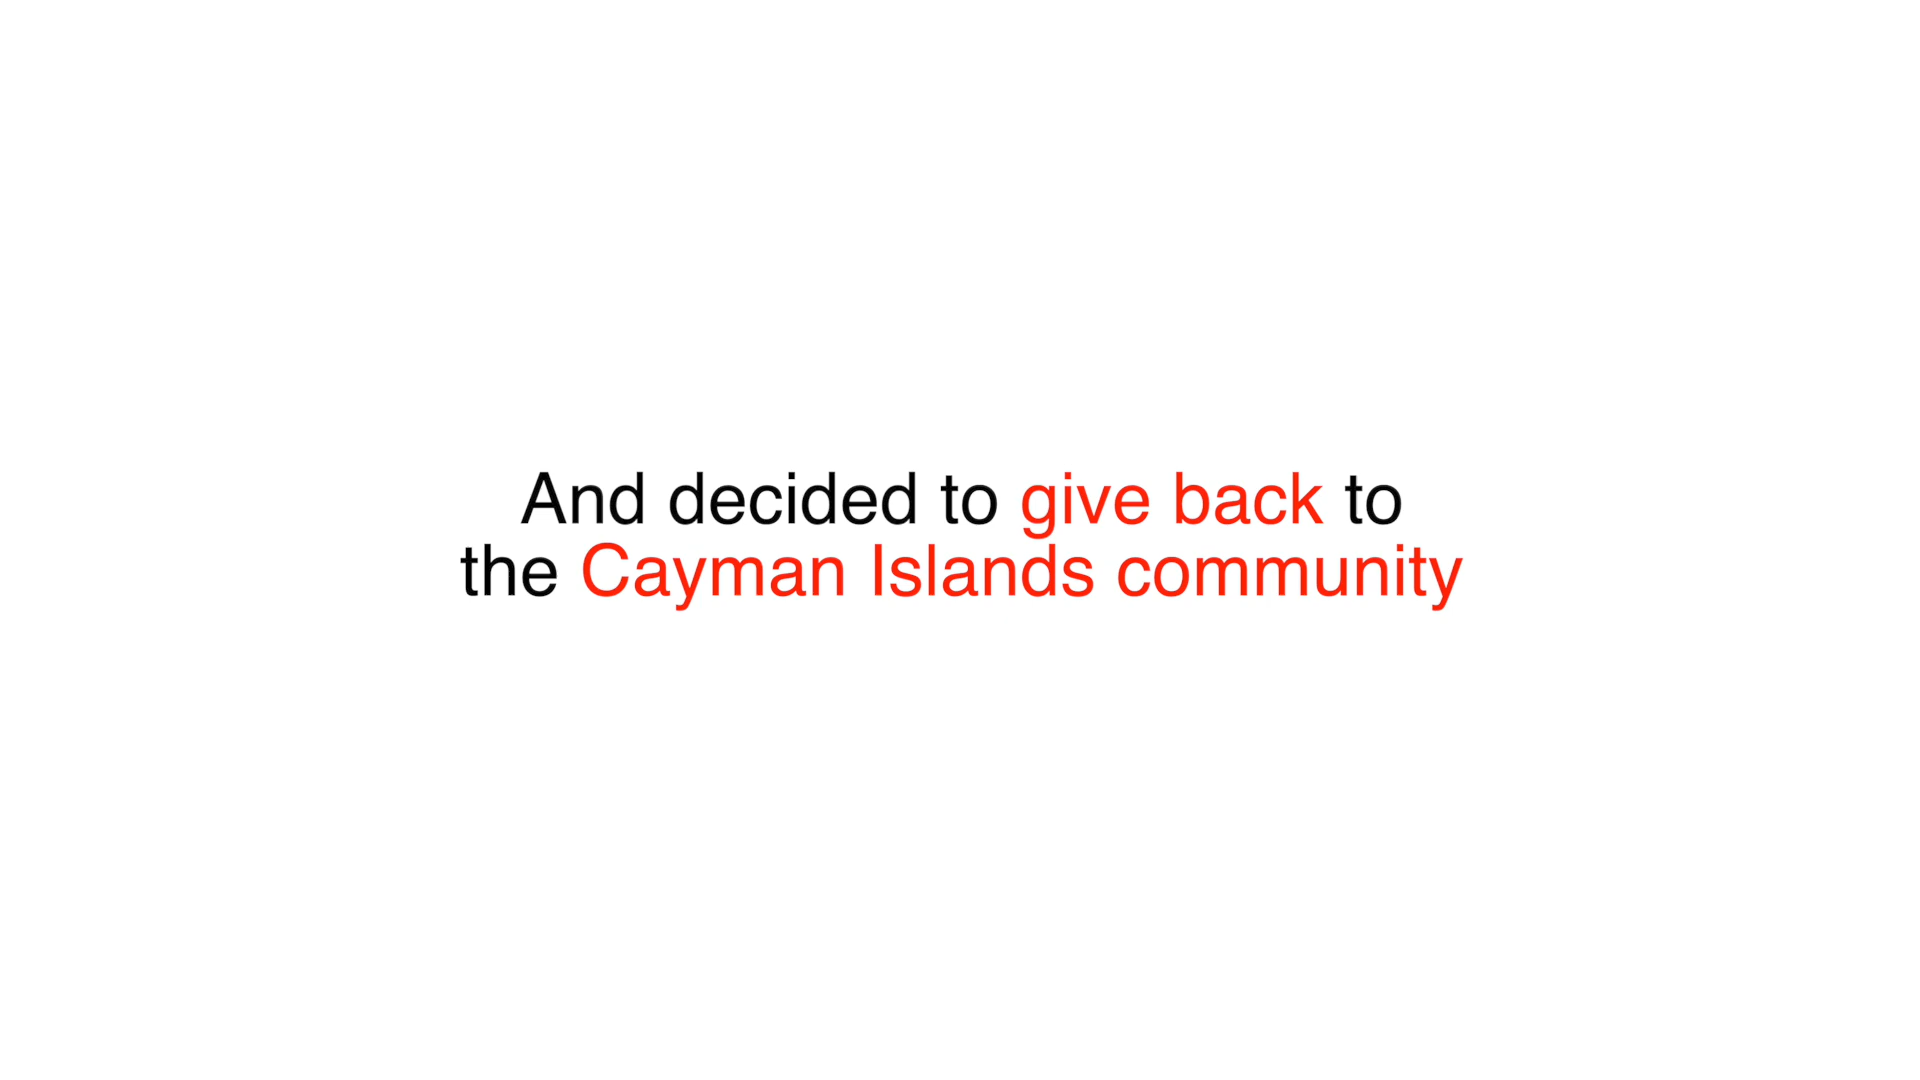 And decided to give back to
the Cayman Islands community